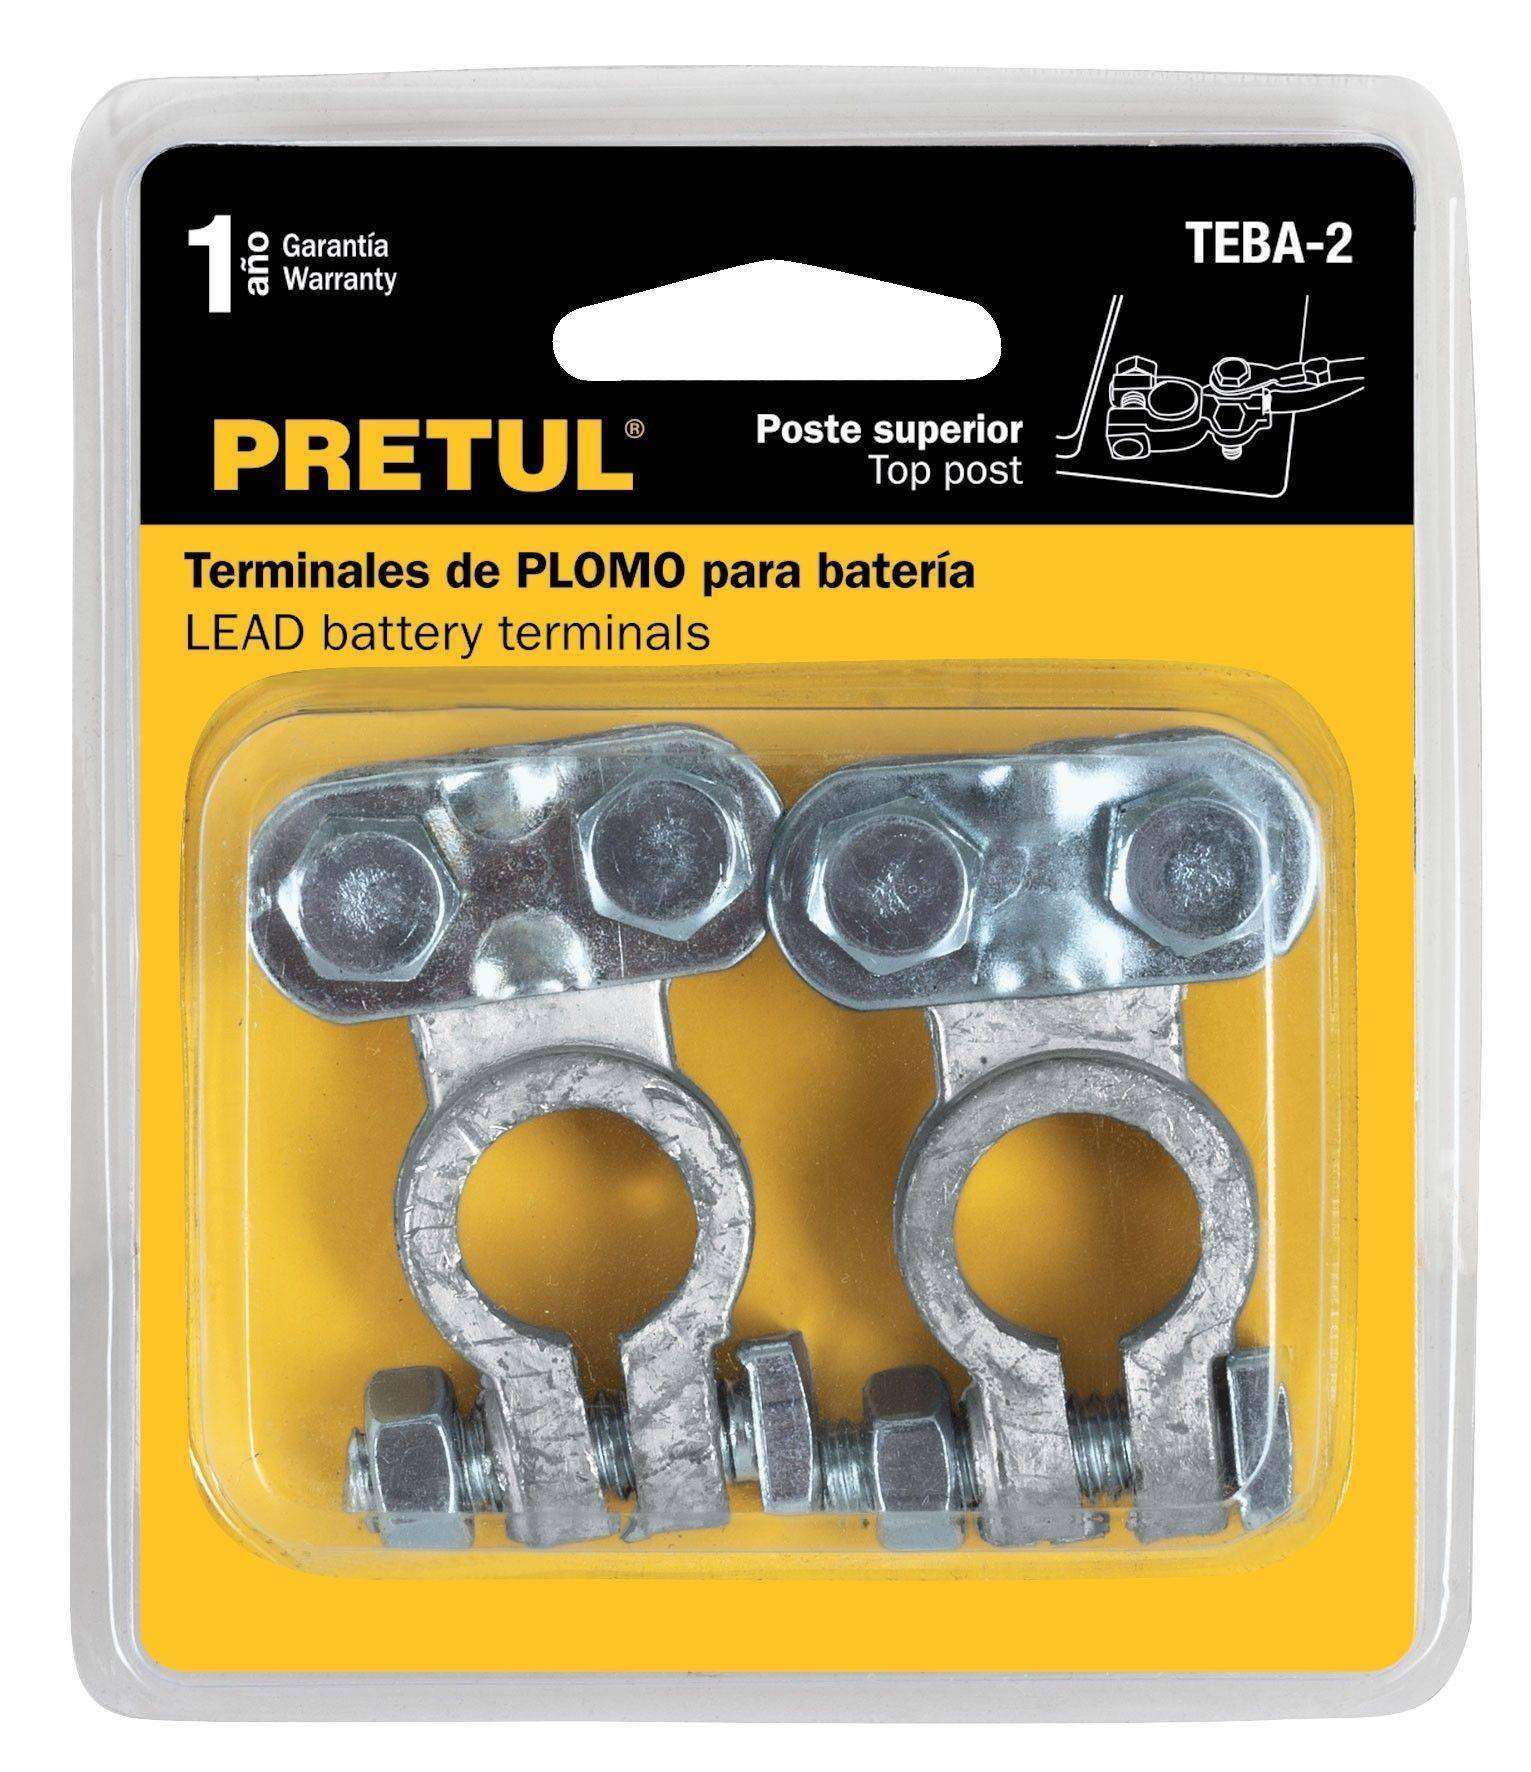 1 año Garantía
Warranty
TEBA-2
PRETUL®
Poste superior
Top post
Terminales de PLOMO para batería
LEAD battery terminals